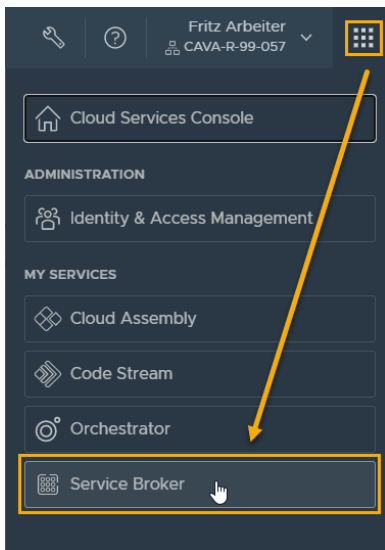 Fritz Arbeiter
CAVA-R-99-057
Cloud Services Console
ADMINISTRATION
Identity & Access Management
MY SERVICES
Cloud Assembly
Code Stream
Orchestrator
Service Broker